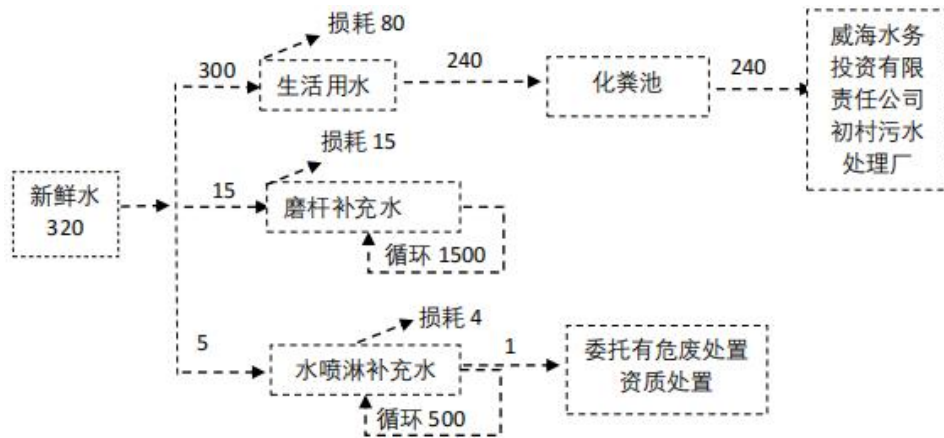 损耗 80
300
生活用水
240
化粪池
240
威海水务
投资有限
责任公司
初村污水
处理厂
损耗 15
新鲜水
320
15
磨杆补充水
循环 1500
损耗 4
5
水喷淋补充水
1
委托有危废处置
资质处置
循环 500